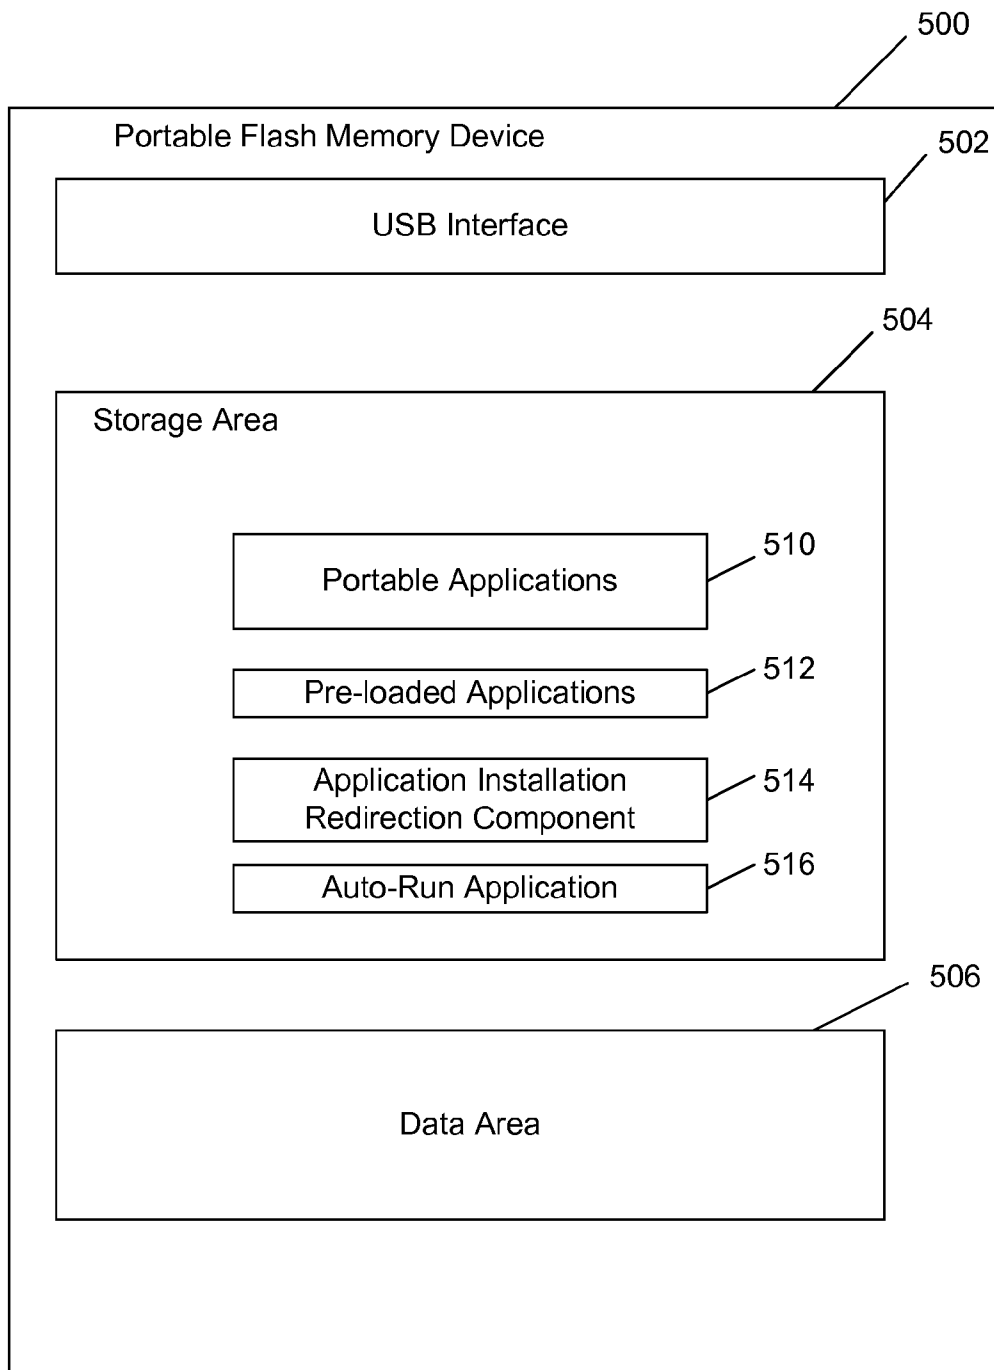 500
Portable Flash Memory Device
502
USB Interface
504
Storage Area
510
Portable Applications
512
Pre-loaded Applications
Application Installation
Redirection Component
514
516
Auto-Run Application
506
Data Area